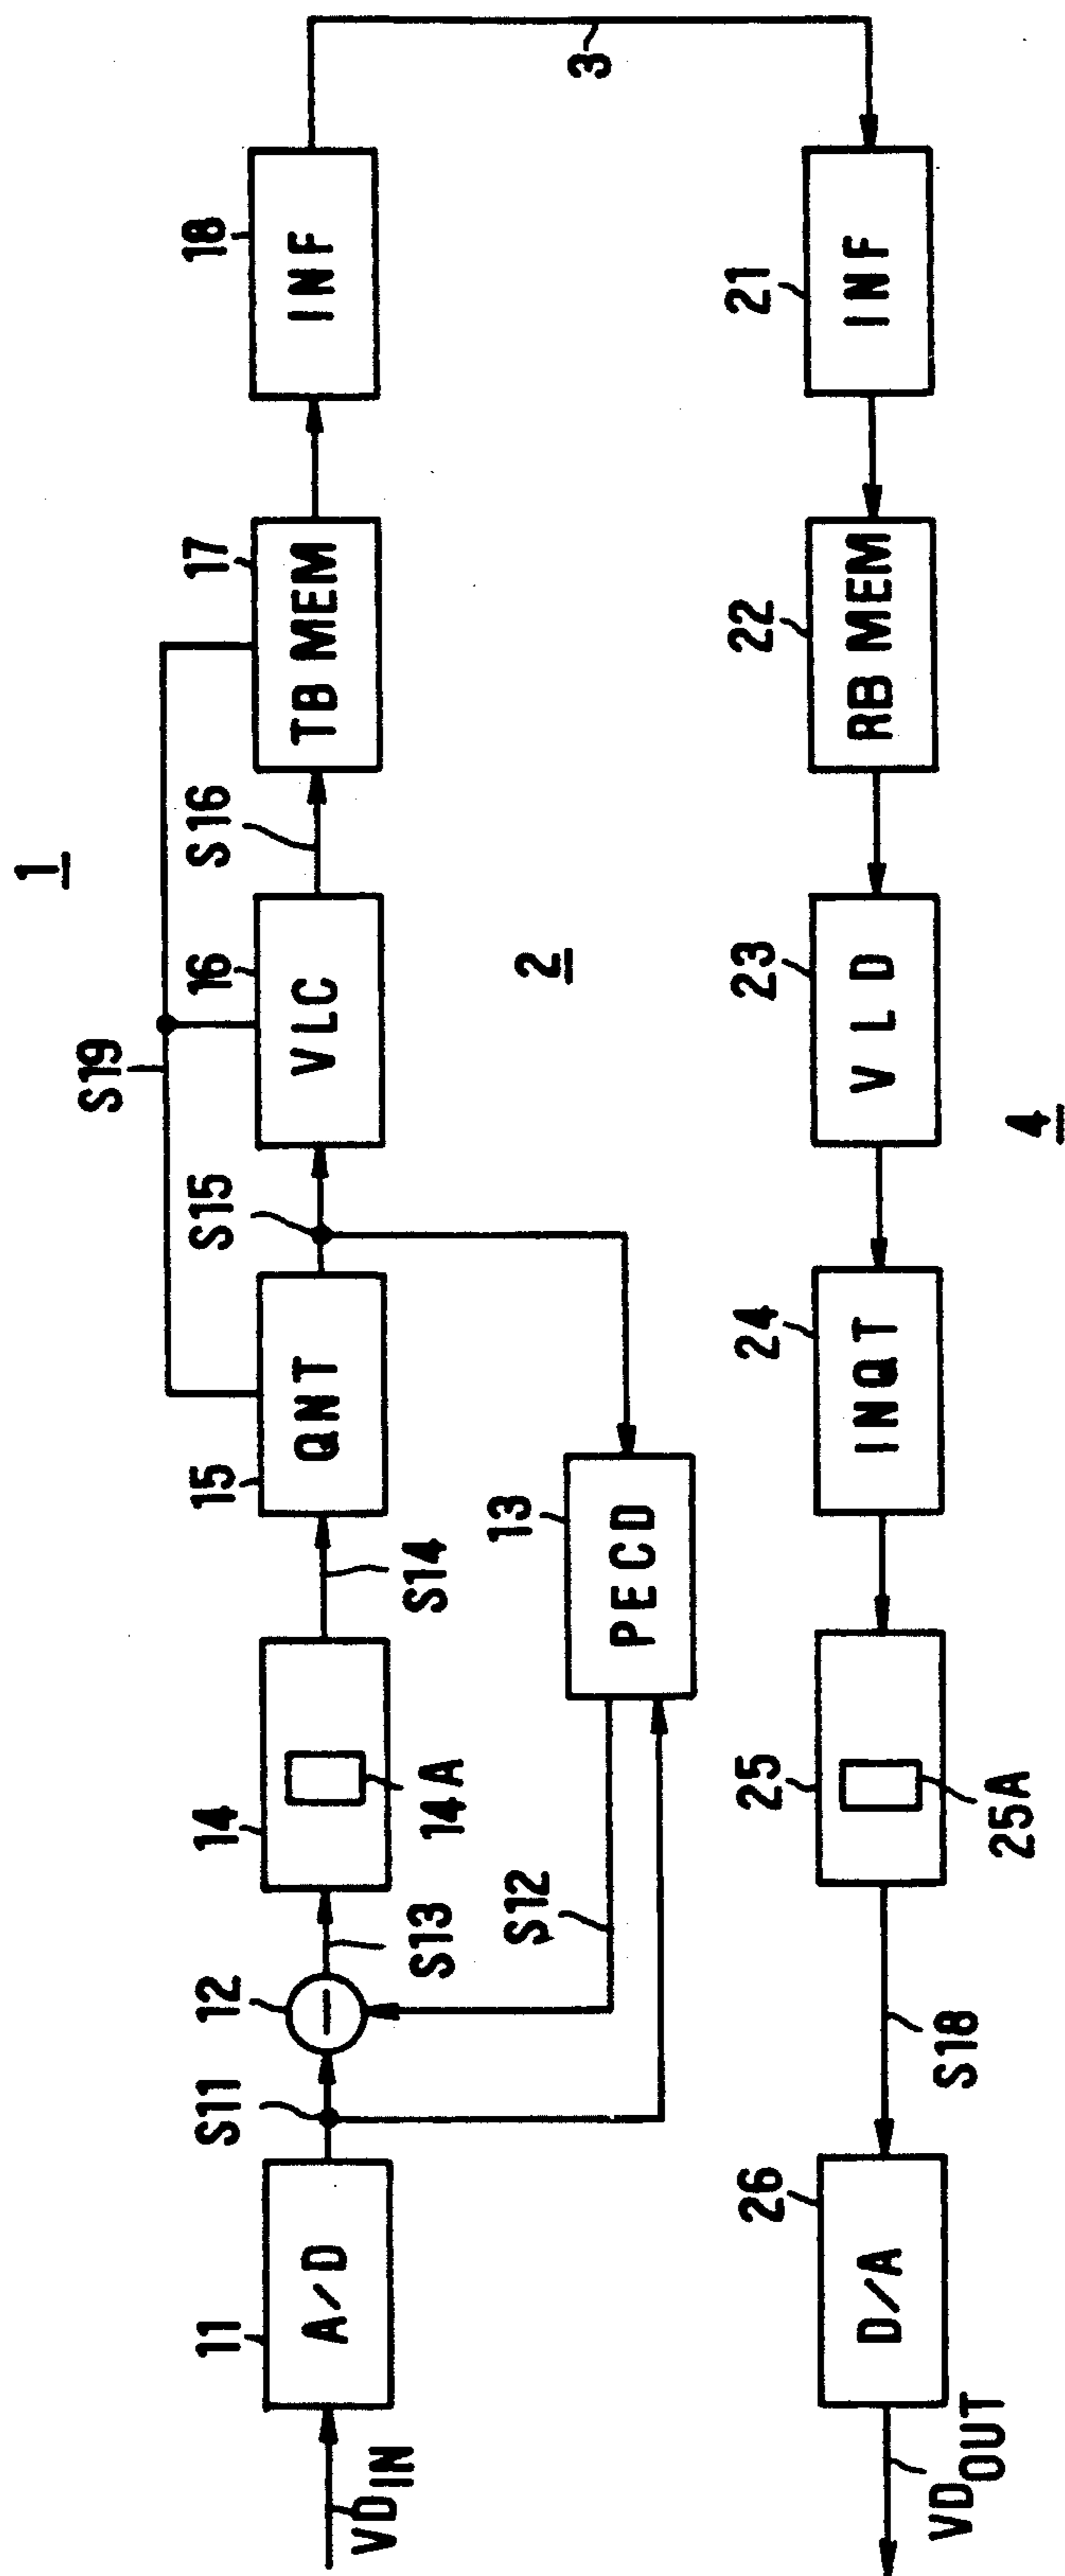 1
S19
11
S11
12
14
15
S15
16
S16
17
18
VD IN
A/D
−
14A
QNT
VLC
TB MEM
INF
S13
S14
S12
13
PECD
2
3
26
25
24
23
22
21
D/A
INQT
VLD
RB MEM
INF
VD OUT
S18
25A
4